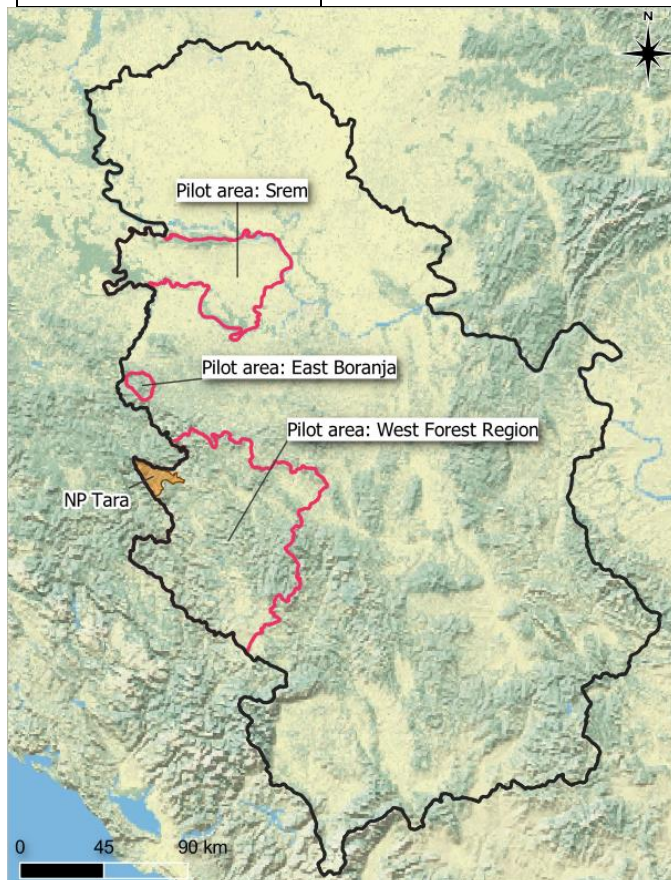 N
Pilot area: Srem
Pilot area: East Boranja
Pilot area: West Forest Region
NP Tara
0 45 90 km